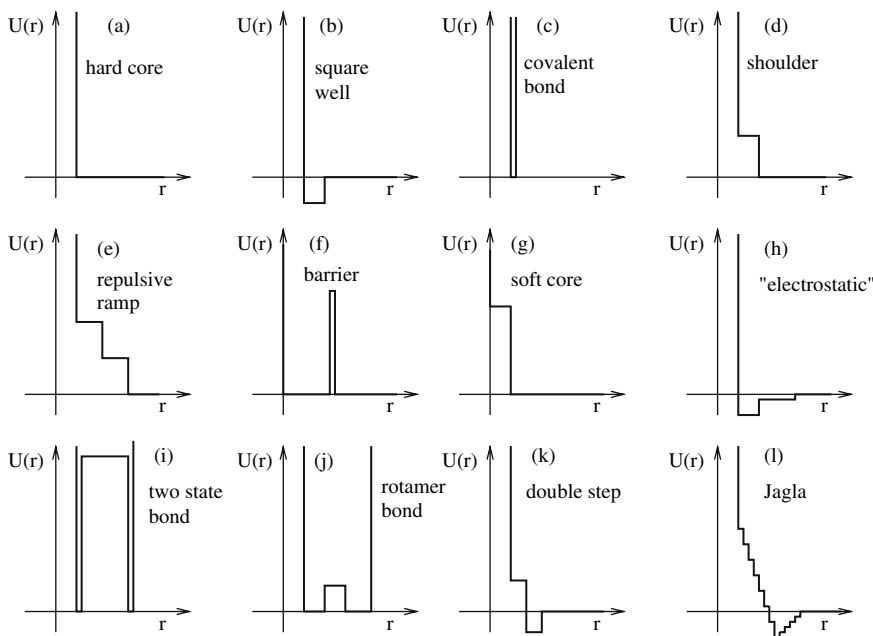 U(r) (a)
hard core
r
U(r) (b)
square
well
r
U(r) (c)
covalent
bond
r
U(r) (d)
shoulder
r
U(r) (e)
repulsive
ramp
r
U(r) (f)
barrier
r
U(r) (g)
soft core
r
U(r) (h)
"electrostatic"
r
U(r) (i)
two state
bond
r
U(r) (j)
rotamer
bond
r
U(r) (k)
double step
r
U(r) (l)
Jagla
r